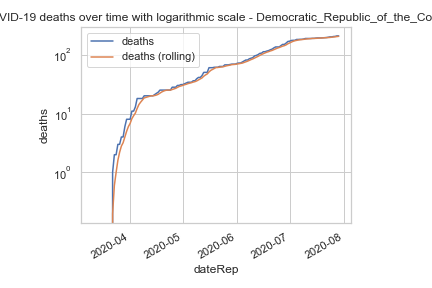 VID-19 deaths over time with logarithmic scale - Democratic_Republic_of_the_Co
deaths
deaths (rolling)
10²
10¹
10⁰
deaths
2020-04
2020-05
2020-06
2020-07
2020-08
dateRep